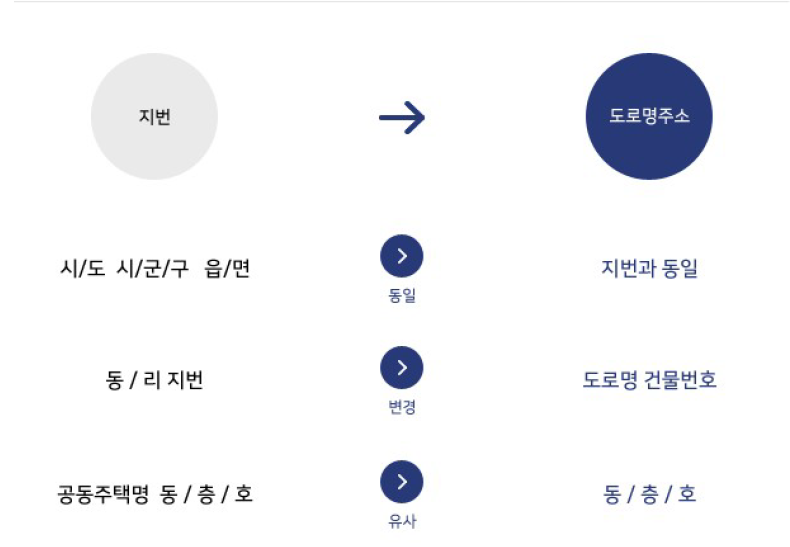 지번
도로명주소
시/도 시/군/구 읍/면
동일
지번과 동일
동 / 리 지번
변경
도로명 건물번호
공동주택명 동 / 층 / 호
유사
동 / 층 / 호